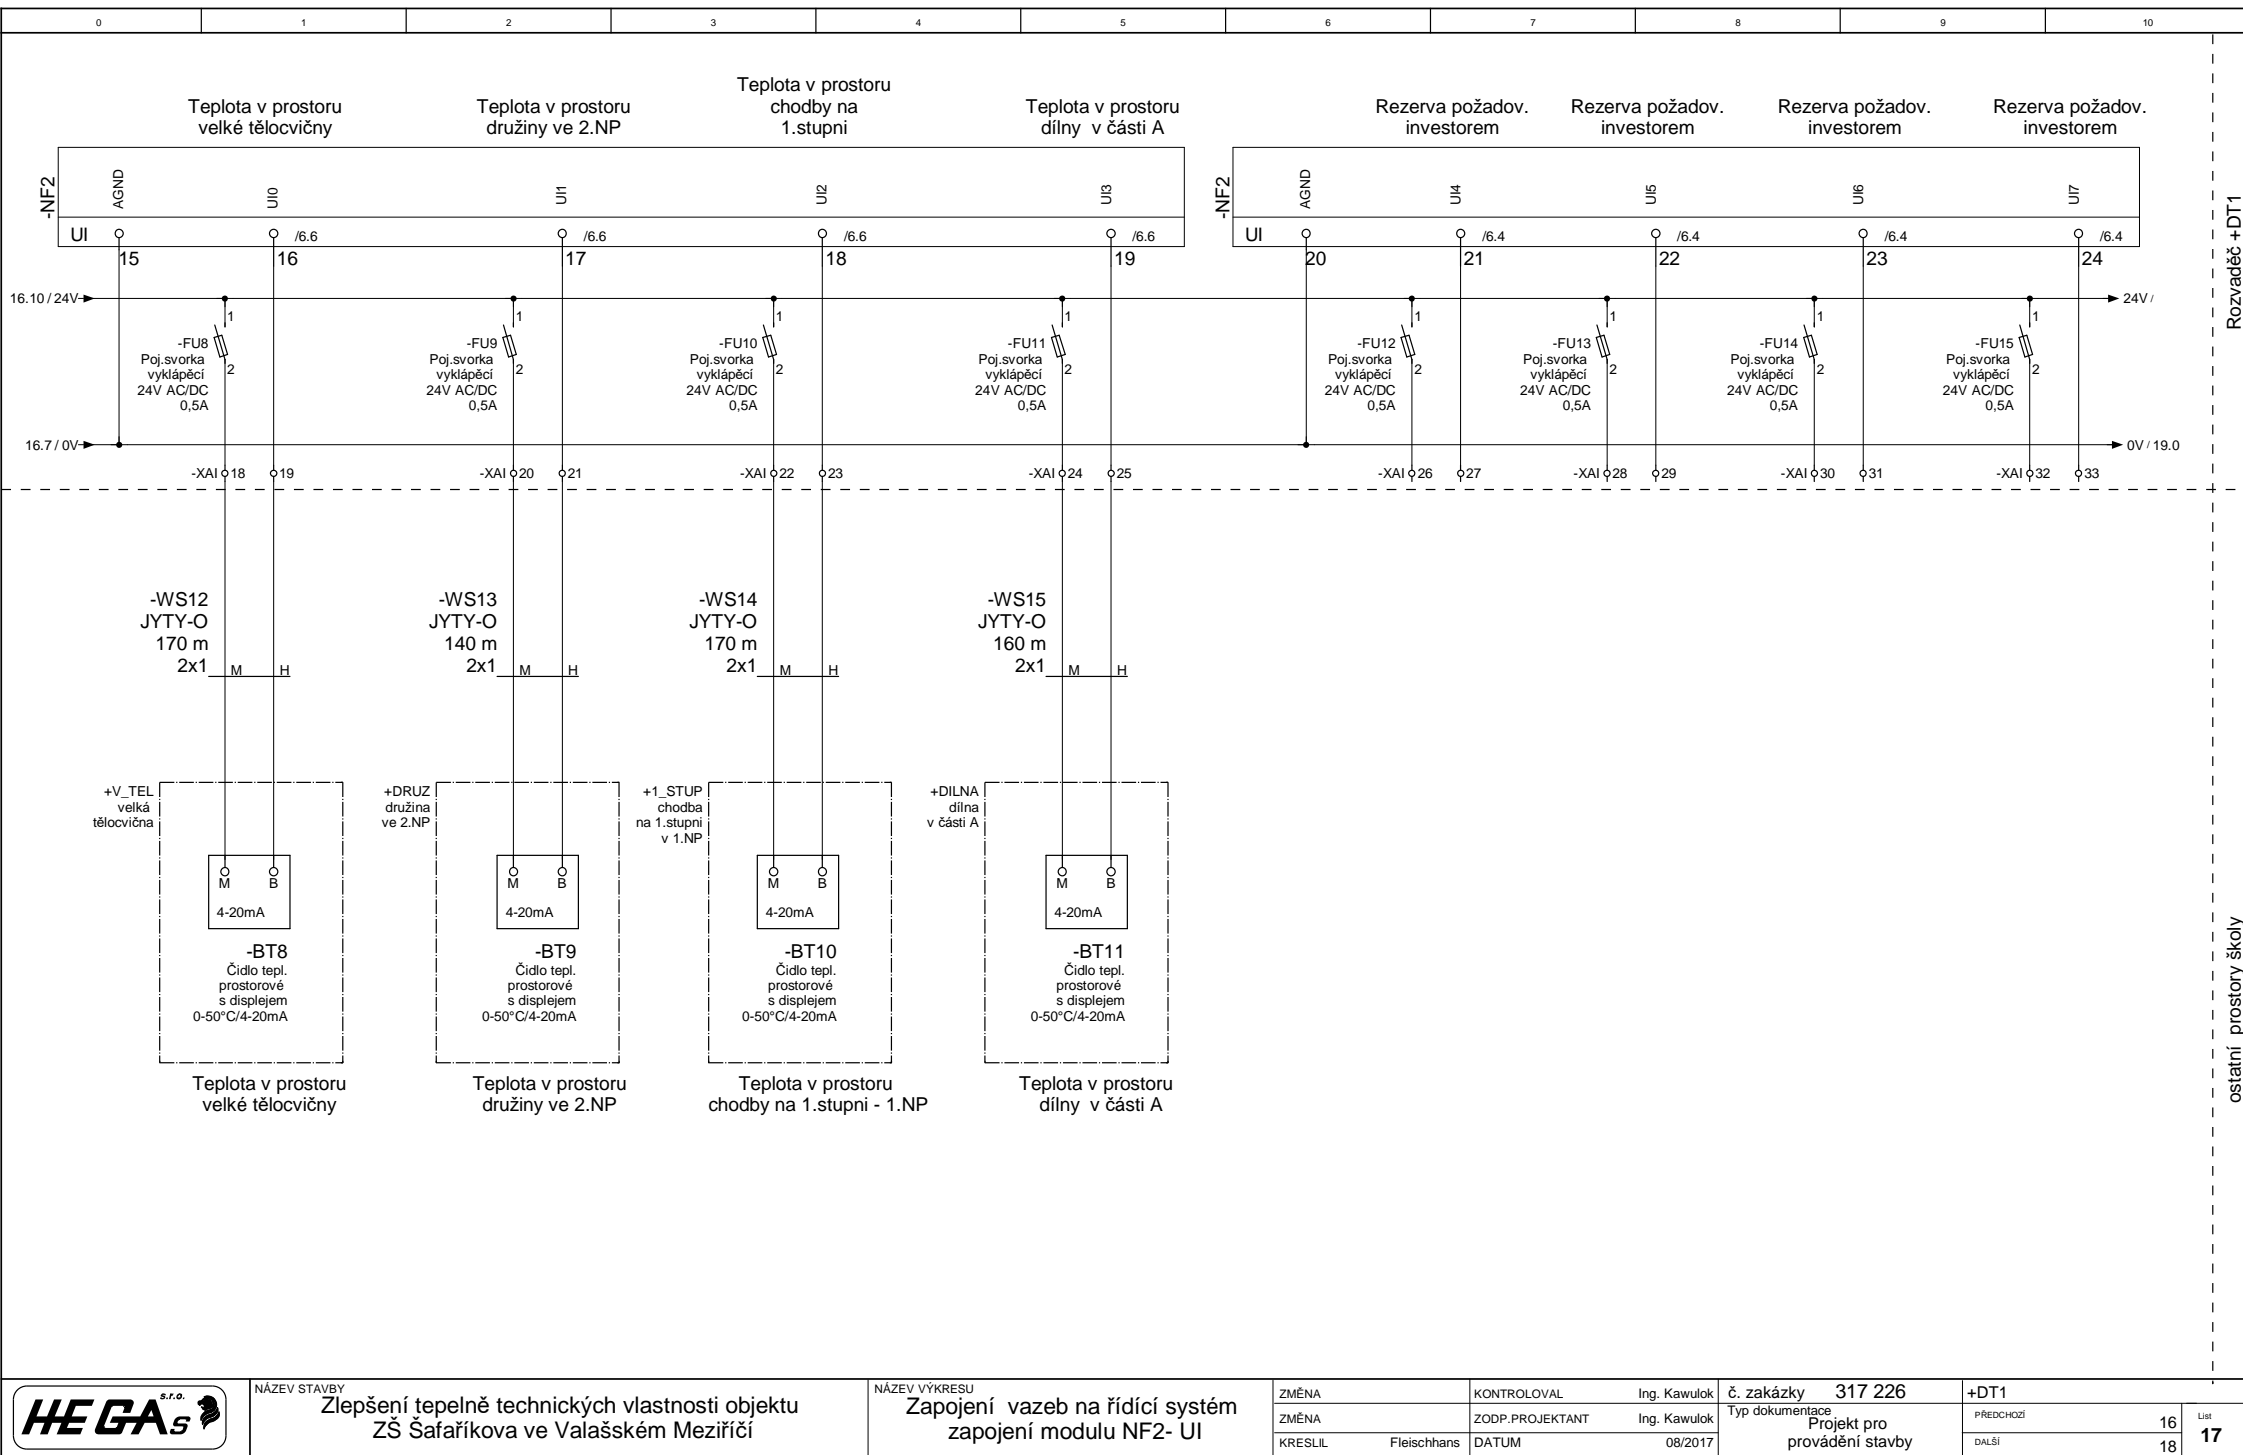 0 1 2 3 4 5 6 7 8 9 10
Teplota v prostoru
velké tělocvičny
Teplota v prostoru
družiny ve 2.NP
Teplota v prostoru
chodby na
1.stupni
Teplota v prostoru
dílny v části A
Rezerva požadov.
investorem
Rezerva požadov.
investorem
Rezerva požadov.
investorem
Rezerva požadov.
investorem
-NF2
AGND UI0 UI1 UI2 UI3
UI /6.6 /6.6 /6.6 /6.6
15 16 17 18 19
-NF2
AGND UI4 UI5 UI6 UI7
UI /6.4 /6.4 /6.4 /6.4
20 21 22 23 24
Rozvaděč +DT1
16.10 / 24V
24V /
1
-FU8
Poj.svorka
vyklápěcí
24V AC/DC
0,5A
2
1
-FU9
Poj.svorka
vyklápěcí
24V AC/DC
0,5A
2
1
-FU10
Poj.svorka
vyklápěcí
24V AC/DC
0,5A
2
1
-FU11
Poj.svorka
vyklápěcí
24V AC/DC
0,5A
2
1
-FU12
Poj.svorka
vyklápěcí
24V AC/DC
0,5A
2
1
-FU13
Poj.svorka
vyklápěcí
24V AC/DC
0,5A
2
1
-FU14
Poj.svorka
vyklápěcí
24V AC/DC
0,5A
2
1
-FU15
Poj.svorka
vyklápěcí
24V AC/DC
0,5A
2
16.7 / 0V
0V / 19.0
-XAI 18 19 -XAI 20 21 -XAI 22 23 -XAI 24 25 -XAI 26 27 -XAI 28 29 -XAI 30 31 -XAI 32 33
-WS12
JYTY-O
170 m
2x1
M H
-WS13
JYTY-O
140 m
2x1
M H
-WS14
JYTY-O
170 m
2x1
M H
-WS15
JYTY-O
160 m
2x1
M H
+V_TEL
velká
tělocvična
M B
4-20mA
-BT8
Čidlo tepl.
prostorové
s displejem
0-50°C/4-20mA
Teplota v prostoru
velké tělocvičny
+DRUZ
družina
ve 2.NP
M B
4-20mA
-BT9
Čidlo tepl.
prostorové
s displejem
0-50°C/4-20mA
Teplota v prostoru
družiny ve 2.NP
+1_STUP
chodba
na 1.stupni
v 1.NP
M B
4-20mA
-BT10
Čidlo tepl.
prostorové
s displejem
0-50°C/4-20mA
Teplota v prostoru
chodby na 1.stupni - 1.NP
+DILNA
dílna
v části A
M B
4-20mA
-BT11
Čidlo tepl.
prostorové
s displejem
0-50°C/4-20mA
Teplota v prostoru
dílny v části A
ostatní prostory školy
HEGAs s.r.o.
NÁZEV STAVBY
Zlepšení tepelně technických vlastnosti objektu
ZŠ Šafaříkova ve Valašském Meziříčí
NÁZEV VÝKRESU
Zapojení vazeb na řídící systém
zapojení modulu NF2- UI
ZMĚNA
ZMĚNA
KRESLIL Fleischhans
KONTROLOVAL Ing. Kawulok
ZODP.PROJEKTANT Ing. Kawulok
DATUM 08/2017
č. zakázky 317 226
Typ dokumentace
Projekt pro
provádění stavby
+DT1
PŘEDCHOZÍ 16
DALŠÍ 18
List
17